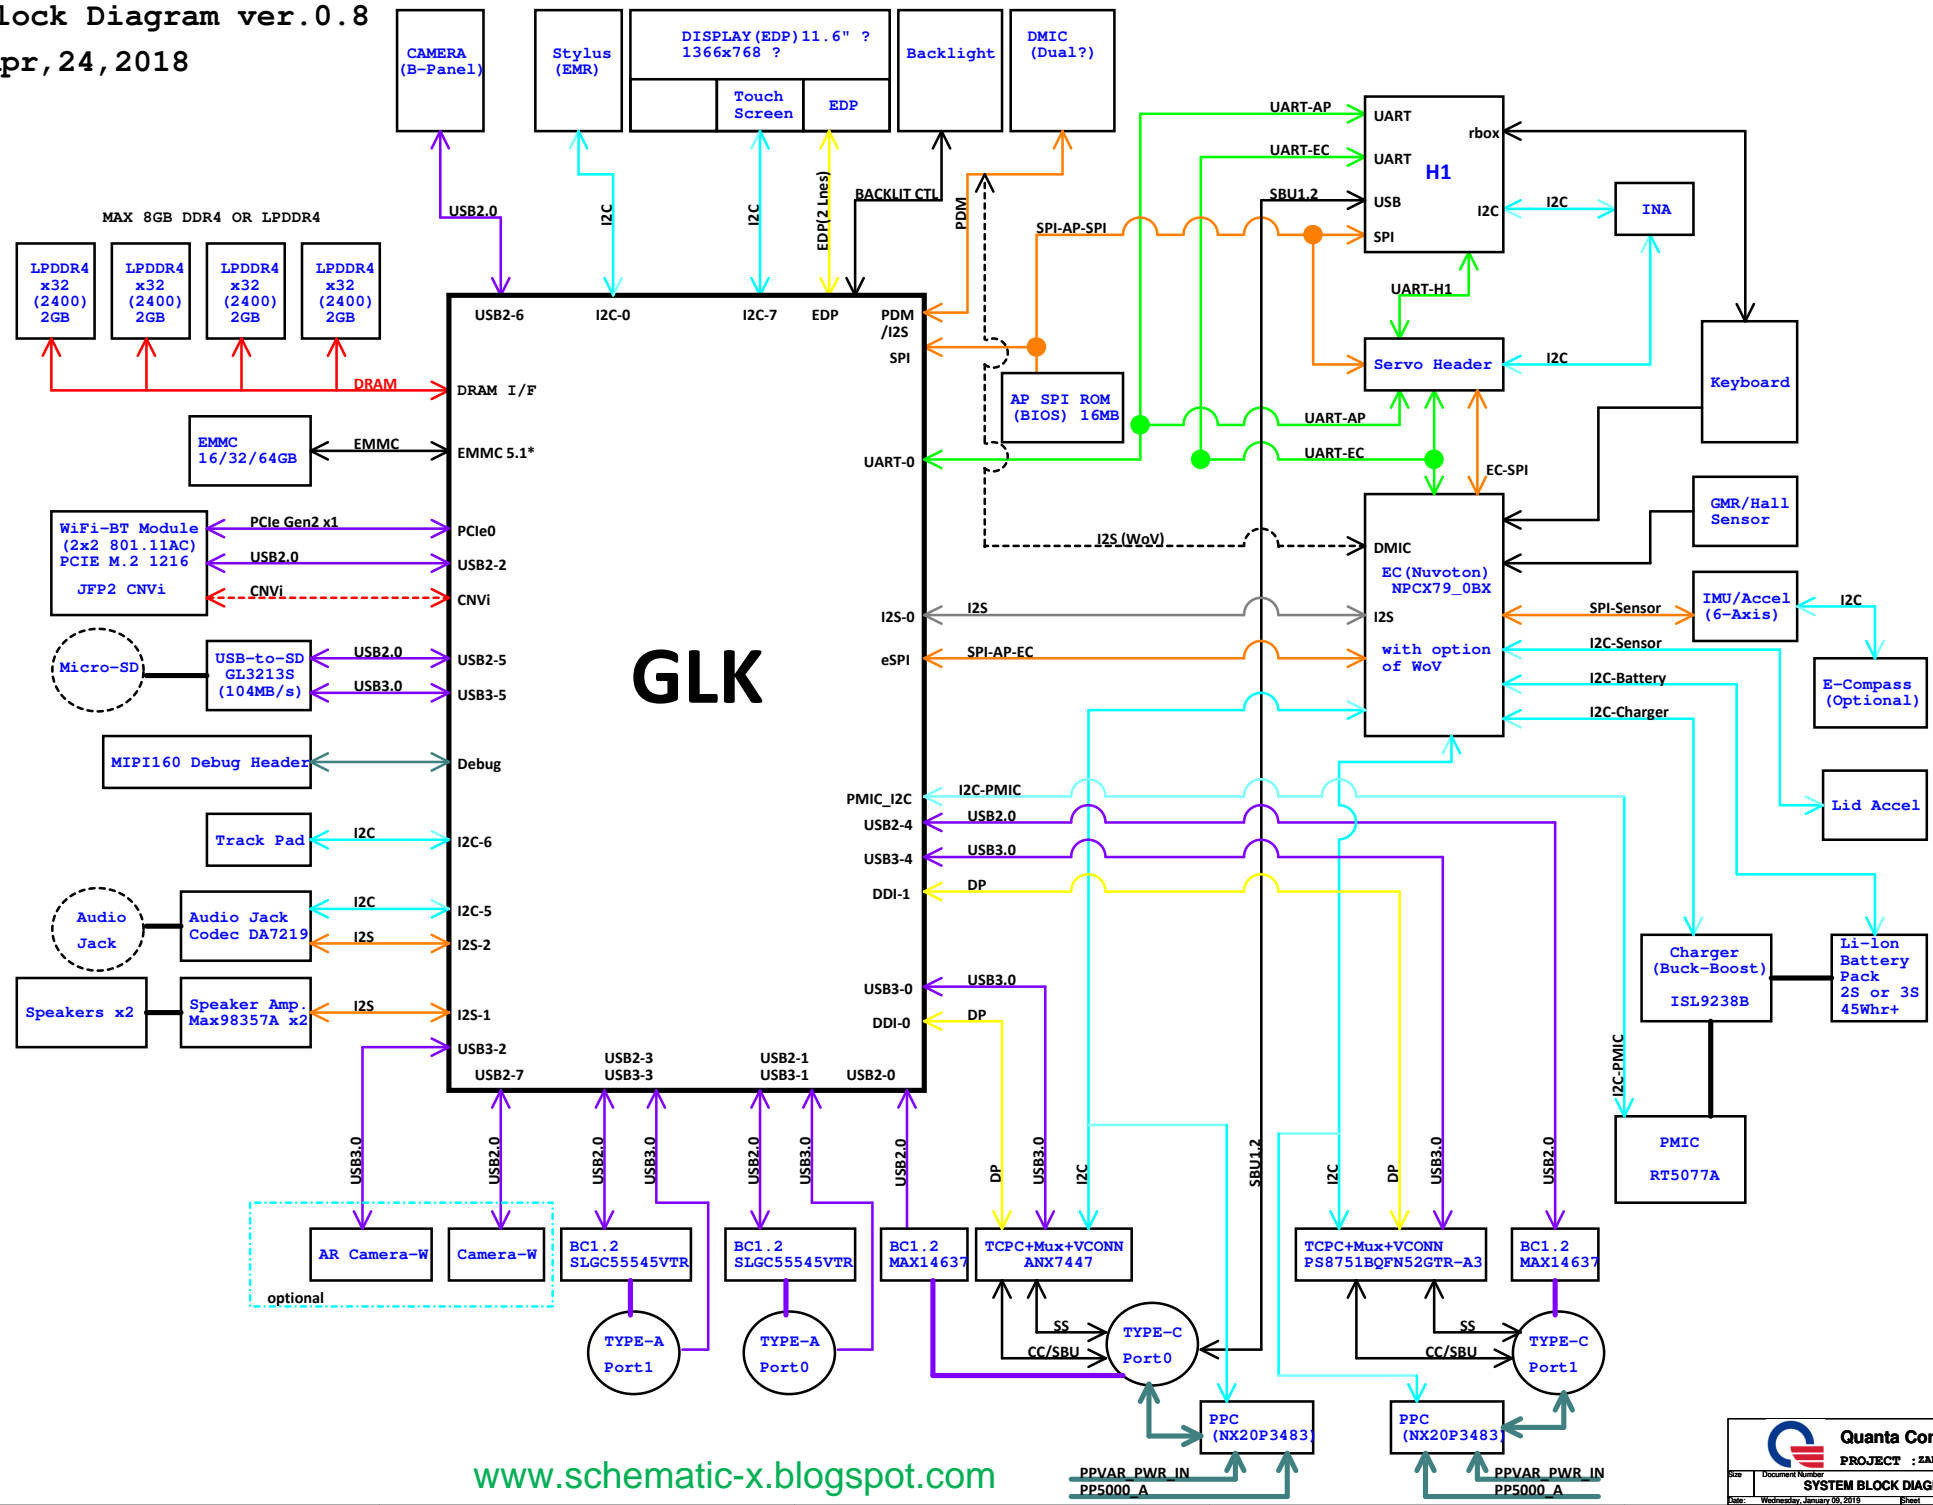 lock Diagram ver.0.8
pr,24,2018
CAMERA
(B-Panel)
Stylus
(EMR)
DISPLAY(EDP)11.6" ?
1366x768 ?
Touch
Screen
EDP
Backlight
DMIC
(Dual?)
USB2.0
I2C
I2C
EDP(2 Lnes)
BACKLIT CTL
PDM
MAX 8GB DDR4 OR LPDDR4
LPDDR4
x32
(2400)
2GB
LPDDR4
x32
(2400)
2GB
LPDDR4
x32
(2400)
2GB
LPDDR4
x32
(2400)
2GB
DRAM
EMMC
16/32/64GB
EMMC
WiFi-BT Module
(2x2 801.11AC)
PCIE M.2 1216
JFP2 CNVi
PCIe Gen2 x1
USB2.0
CNVi
Micro-SD
USB-to-SD
GL3213S
(104MB/s)
USB2.0
USB3.0
MIPI160 Debug Header
Track Pad
I2C
Audio
Jack
Audio Jack
Codec DA7219
I2C
I2S
Speakers x2
Speaker Amp.
Max98357A x2
I2S
GLK
USB2-6
I2C-0
I2C-7
EDP
PDM
/I2S
SPI
DRAM I/F
EMMC 5.1*
UART-0
PCIe0
USB2-2
CNVi
I2S-0
USB2-5
eSPI
USB3-5
Debug
PMIC_I2C
USB2-4
I2C-6
USB3-4
DDI-1
I2C-5
I2S-2
USB3-0
I2S-1
DDI-0
USB3-2
USB2-7
USB2-3
USB3-3
USB2-1
USB3-1
USB2-0
UART-AP
UART-EC
SBU1.2
SPI-AP-SPI
UART
UART
USB
SPI
H1
rbox
I2C
I2C
INA
UART-H1
Servo Header
I2C
Keyboard
AP SPI ROM
(BIOS) 16MB
UART-AP
UART-EC
EC-SPI
GMR/Hall
Sensor
I2S (WoV)
DMIC
EC(Nuvoton)
NPCX79_0BX
I2S
with option
of WoV
I2S
SPI-AP-EC
SPI-Sensor
IMU/Accel
(6-Axis)
I2C
I2C-Sensor
I2C-Battery
I2C-Charger
E-Compass
(Optional)
Lid Accel
I2C-PMIC
USB2.0
USB3.0
DP
USB3.0
DP
Charger
(Buck-Boost)
ISL9238B
Li-lon
Battery
Pack
2S or 3S
45Whr+
I2C-PMIC
PMIC
RT5077A
USB3.0
USB2.0
USB2.0
USB3.0
USB2.0
USB3.0
USB2.0
DP
USB3.0
I2C
SBU1.2
I2C
DP
USB3.0
USB2.0
AR Camera-W
Camera-W
optional
BC1.2
SLGC55545VTR
BC1.2
SLGC55545VTR
BC1.2
MAX14637
TCPC+Mux+VCONN
ANX7447
TCPC+Mux+VCONN
PS8751BQFN52GTR-A3
BC1.2
MAX14637
TYPE-A
Port1
TYPE-A
Port0
SS
CC/SBU
TYPE-C
Port0
SS
CC/SBU
TYPE-C
Port1
PPC
(NX20P3483)
PPC
(NX20P3483)
PPVAR_PWR_IN
PP5000_A
PPVAR_PWR_IN
PP5000_A
www.schematic-x.blogspot.com
Quanta Cor
PROJECT : ZA
Size
Document Number
SYSTEM BLOCK DIAG
Date:
Wednesday, January 09, 2019
Sheet